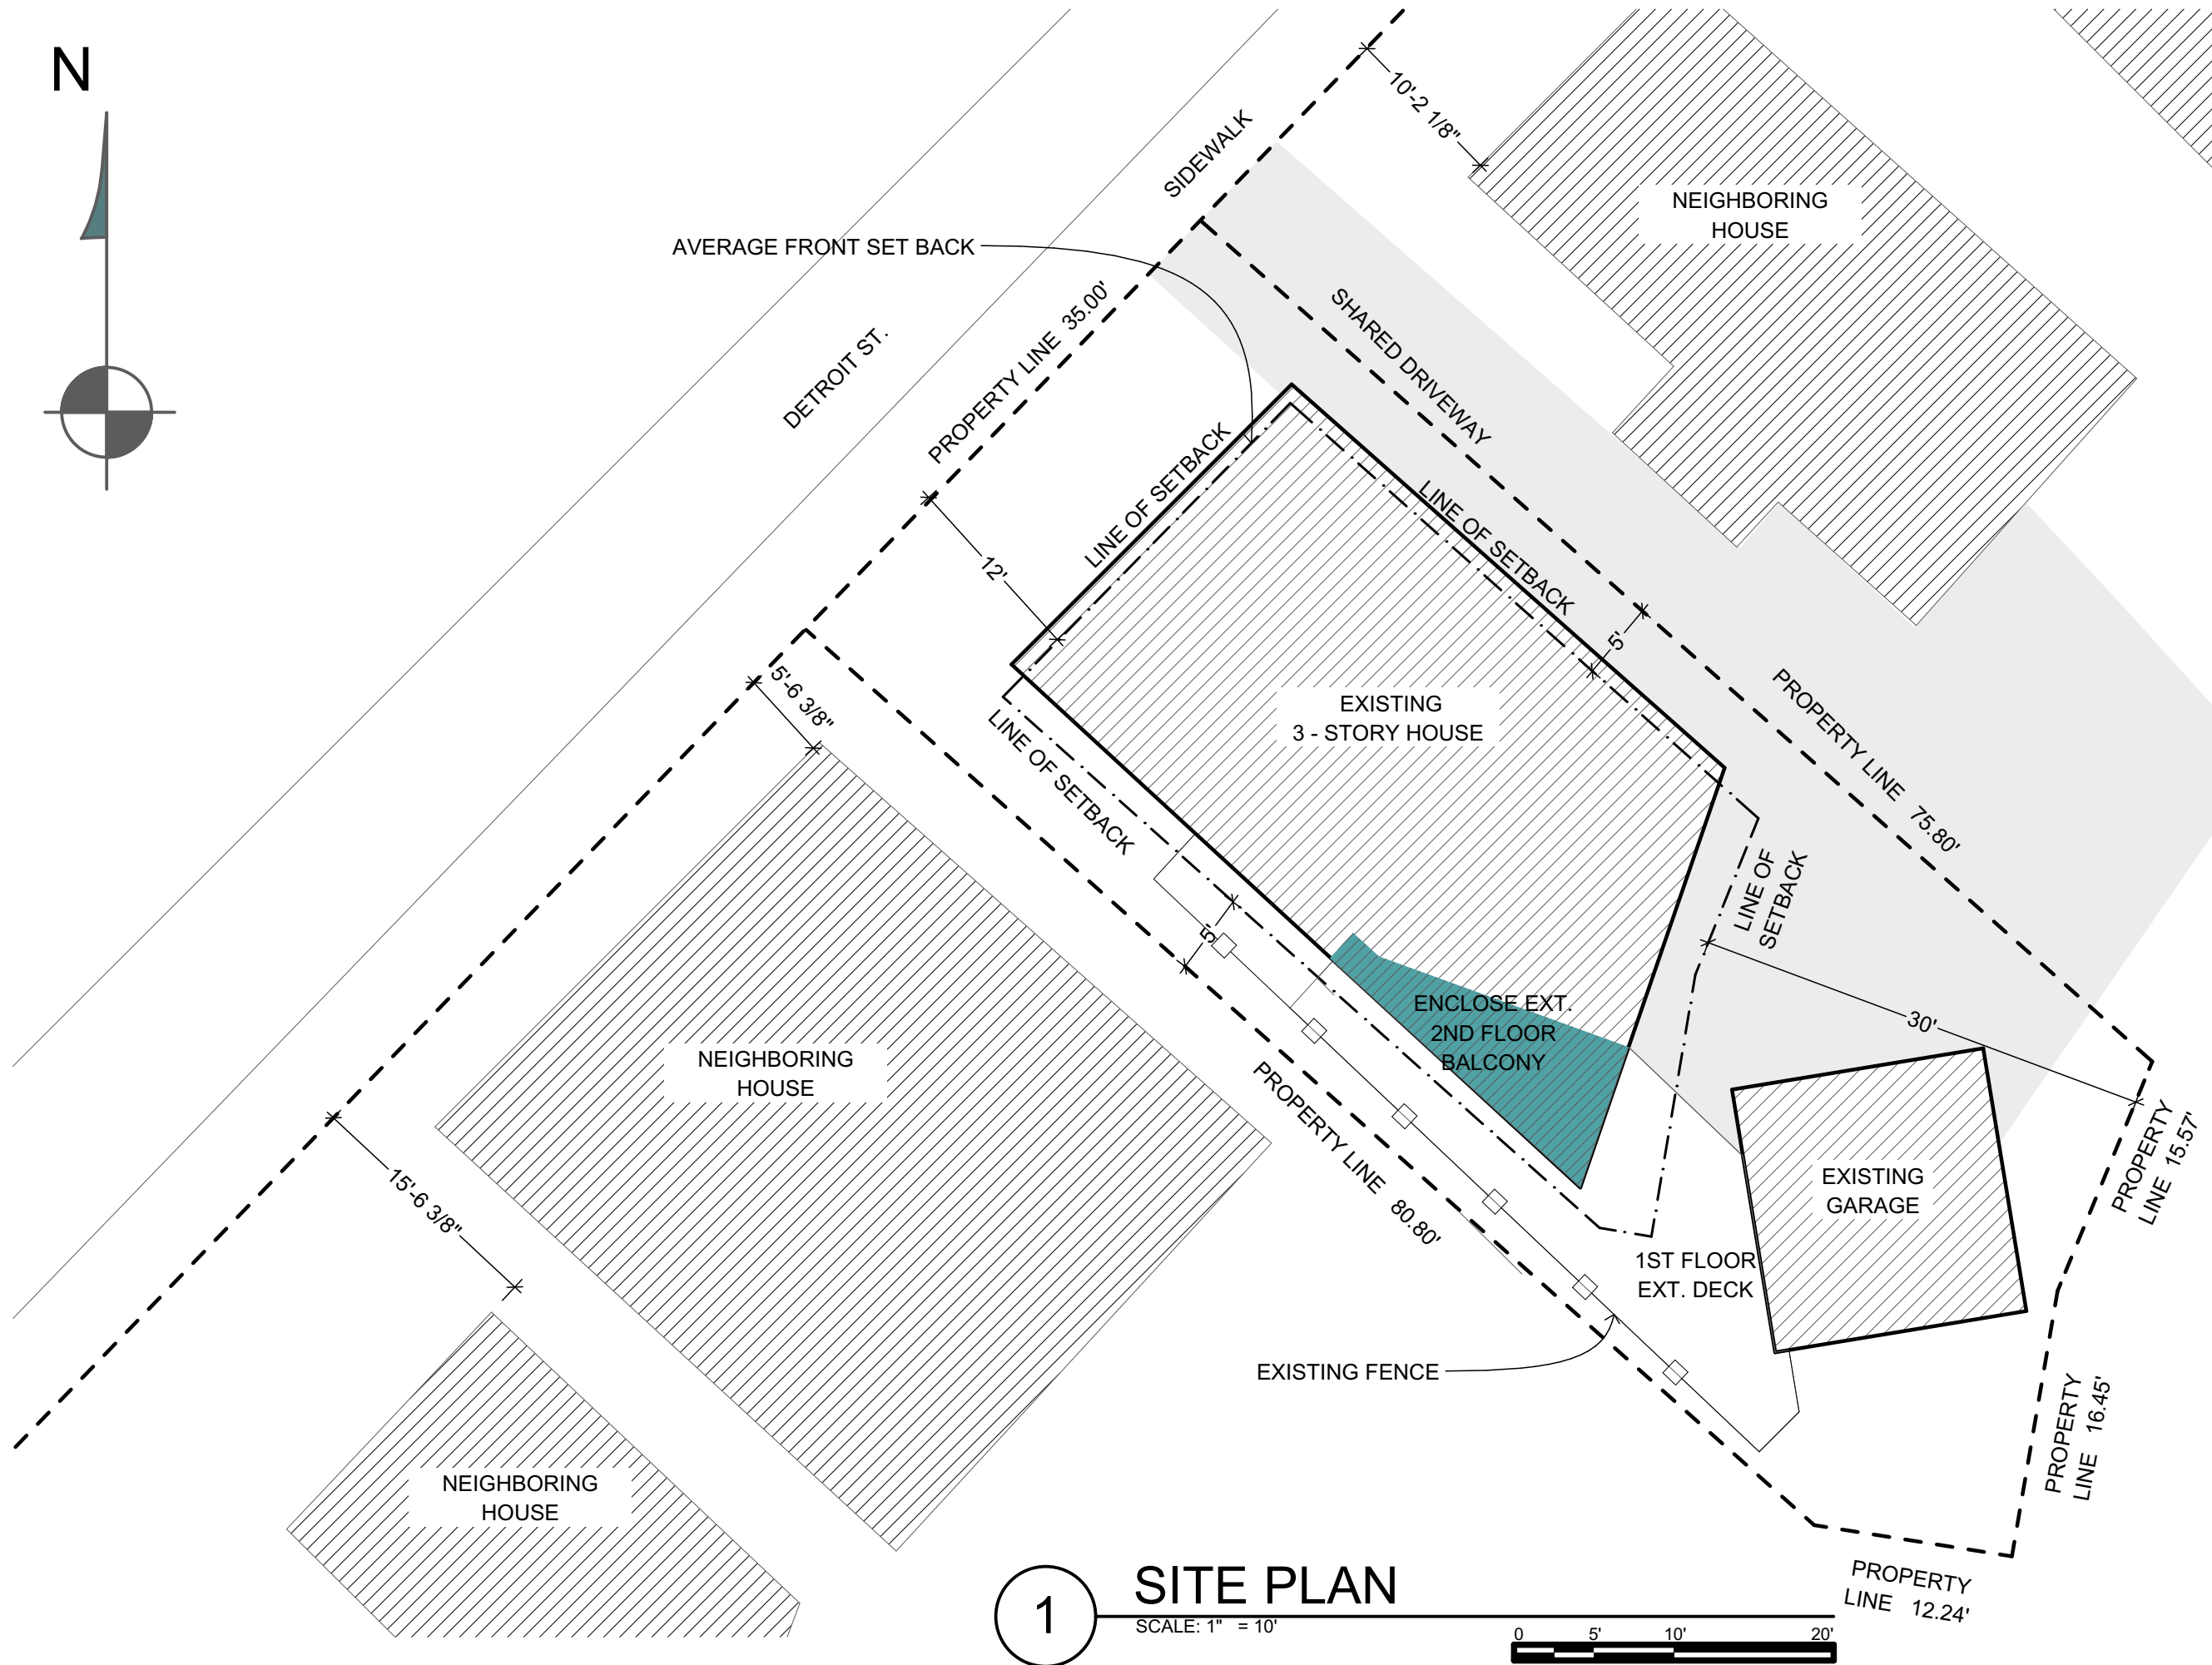 N
10'-2 1/8"
SIDEWALK
NEIGHBORING
HOUSE
AVERAGE FRONT SET BACK
PROPERTY LINE 35.00'
SHARED DRIVEWAY
DETROIT ST.
LINE OF SETBACK
LINE OF SETBACK
12'
5'
5'-6 3/8"
EXISTING
3 - STORY HOUSE
PROPERTY LINE 75.80'
LINE OF SETBACK
LINE OF
SETBACK
5'
ENCLOSE EXT.
2ND FLOOR
BALCONY
30'
NEIGHBORING
HOUSE
PROPERTY LINE 80.80'
PROPERTY
LINE 15.57'
EXISTING
GARAGE
15'-6 3/8"
1ST FLOOR
EXT. DECK
EXISTING FENCE
PROPERTY
LINE 16.45'
NEIGHBORING
HOUSE
PROPERTY
LINE 12.24'
1
SITE PLAN
SCALE: 1" = 10'
0 5' 10' 20'